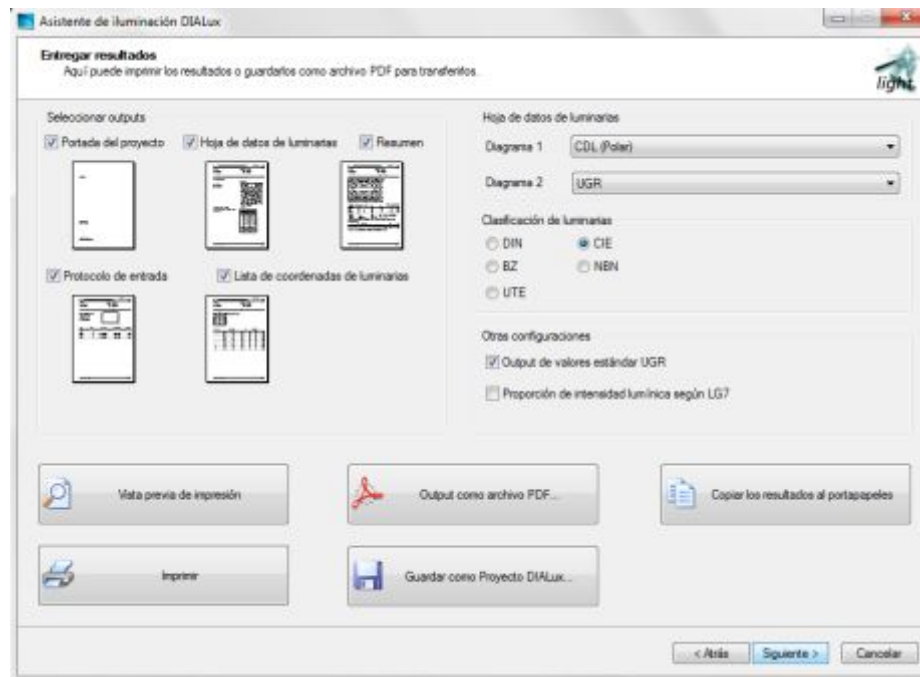 Asistente de iluminación DIALux
Entregar resultados
Aquí puede imprimir los resultados o guardarlos como archivo PDF para transferirlos.
light
Seleccionar outputs
Portada del proyecto
Hoja de datos de luminarias
Resumen
Protocolo de entrada
Lista de coordenadas de luminarias
Hoja de datos de luminarias
Diagrama 1
CDL (Polar)
Diagrama 2
UGR
Clasificación de luminarias
DIN
CIE
BZ
NBN
UTE
Otras configuraciones
Output de valores estándar UGR
Proporción de intensidad lumínica según LG7
Vista previa de impresión
Output como archivo PDF...
Copiar los resultados al portapapeles
Imprimir
Guardar como Proyecto DIALux...
< Atrás
Siguiente >
Cancelar